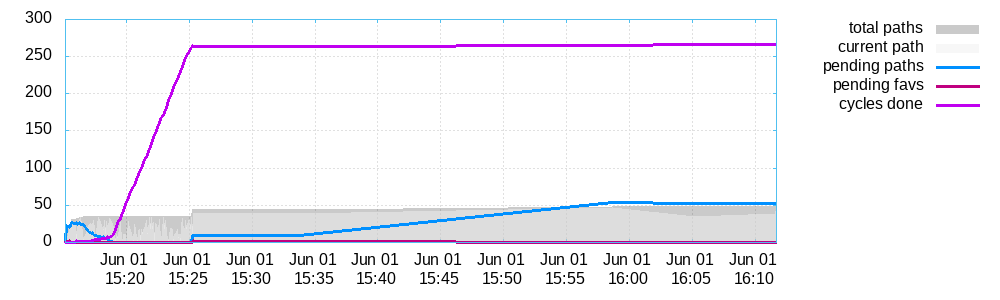 300
250
200
150
100
50
0
Jun 01 Jun 01 Jun 01 Jun 01 Jun 01 Jun 01 Jun 01 Jun 01 Jun 01 Jun 01 Jun 01
15:20 15:25 15:30 15:35 15:40 15:45 15:50 15:55 16:00 16:05 16:10
total paths
current path
pending paths
pending favs
cycles done